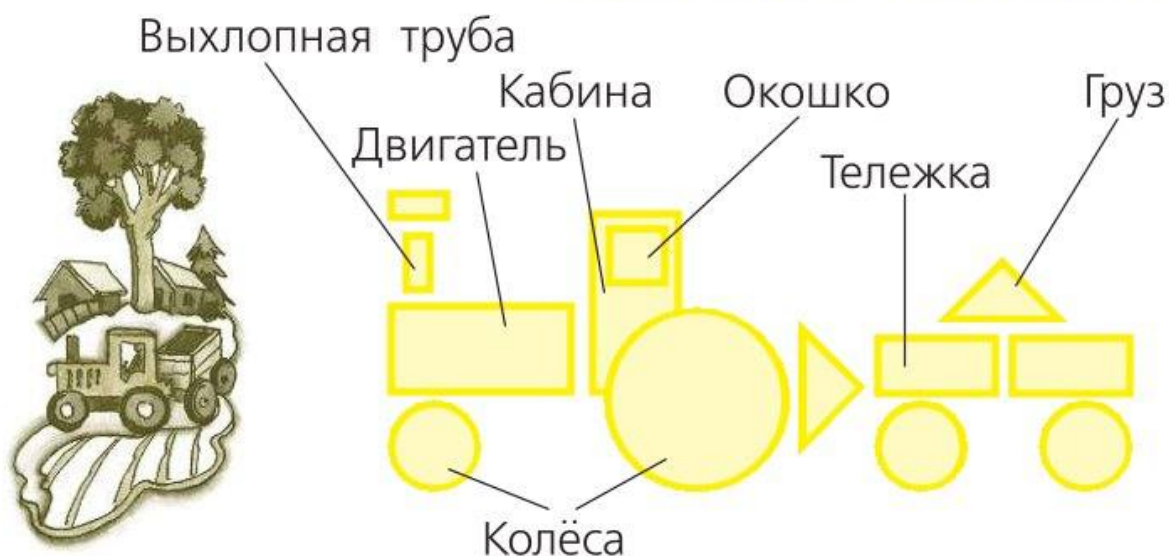 Выхлопная труба
Кабина
Окошко
Груз
Двигатель
Тележка
Колёса